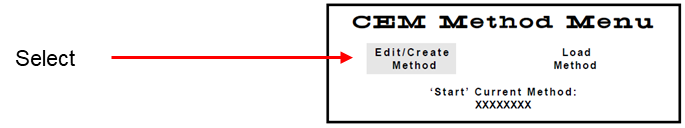 CEM Method Menu
Select
Edit/Create Load
Method Method
‘Start’ Current Method:
XXXXXXXX